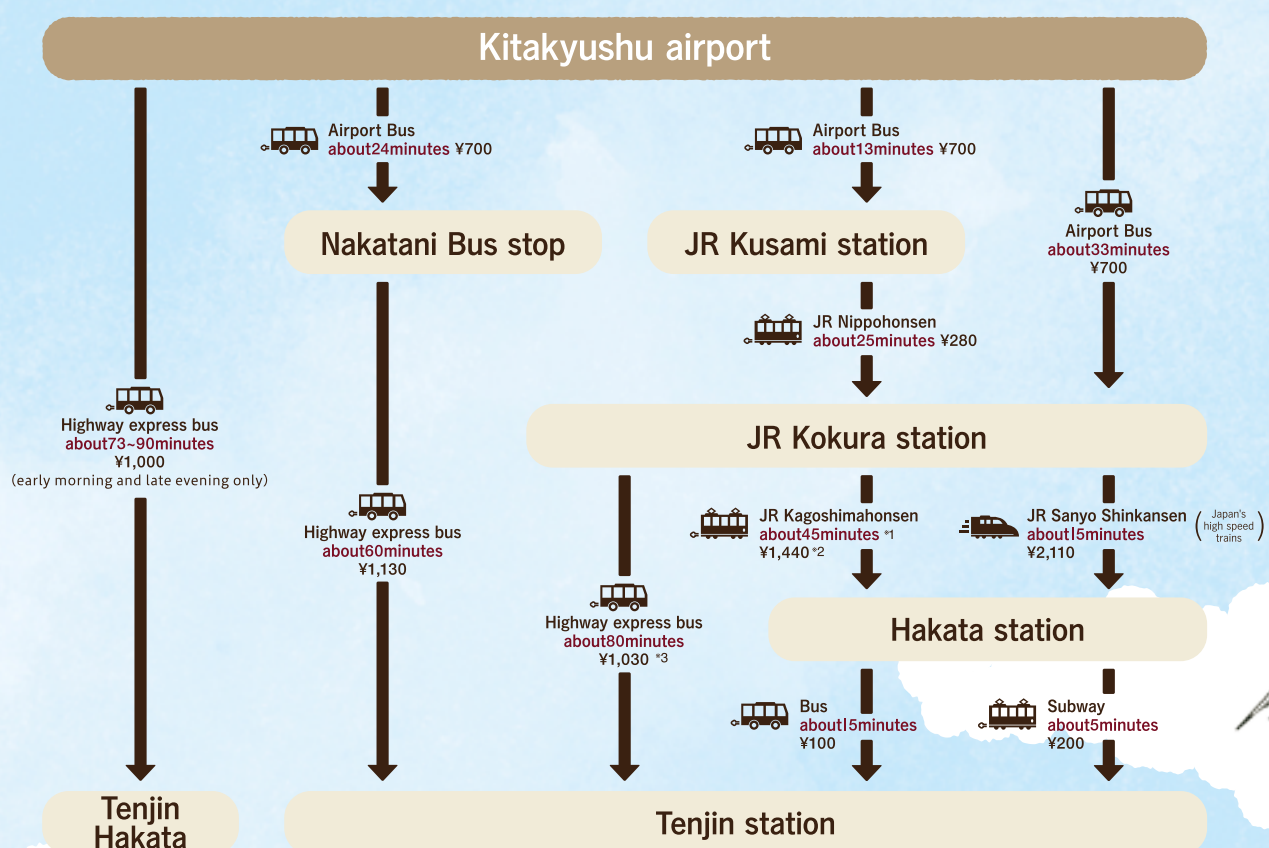 Kitakyushu airport
Airport Bus
about24minutes ¥700
Airport Bus
about13minutes ¥700
Airport Bus
about33minutes
¥700
Nakatani Bus stop
JR Kusami station
JR Nippohonsen
about25minutes ¥280
Highway express bus
about73~90minutes
¥1,000
(early morning and late evening only)
JR Kokura station
Highway express bus
about60minutes
¥1,130
JR Kagoshimahonsen
about45minutes *1
¥1,440 *2
JR Sanyo Shinkansen
about15minutes
¥2,110
(Japan's
high speed
trains)
Highway express bus
about80minutes
¥1,030 *3
Hakata station
Bus
about15minutes
¥100
Subway
about5minutes
¥200
Tenjin
Hakata
Tenjin station